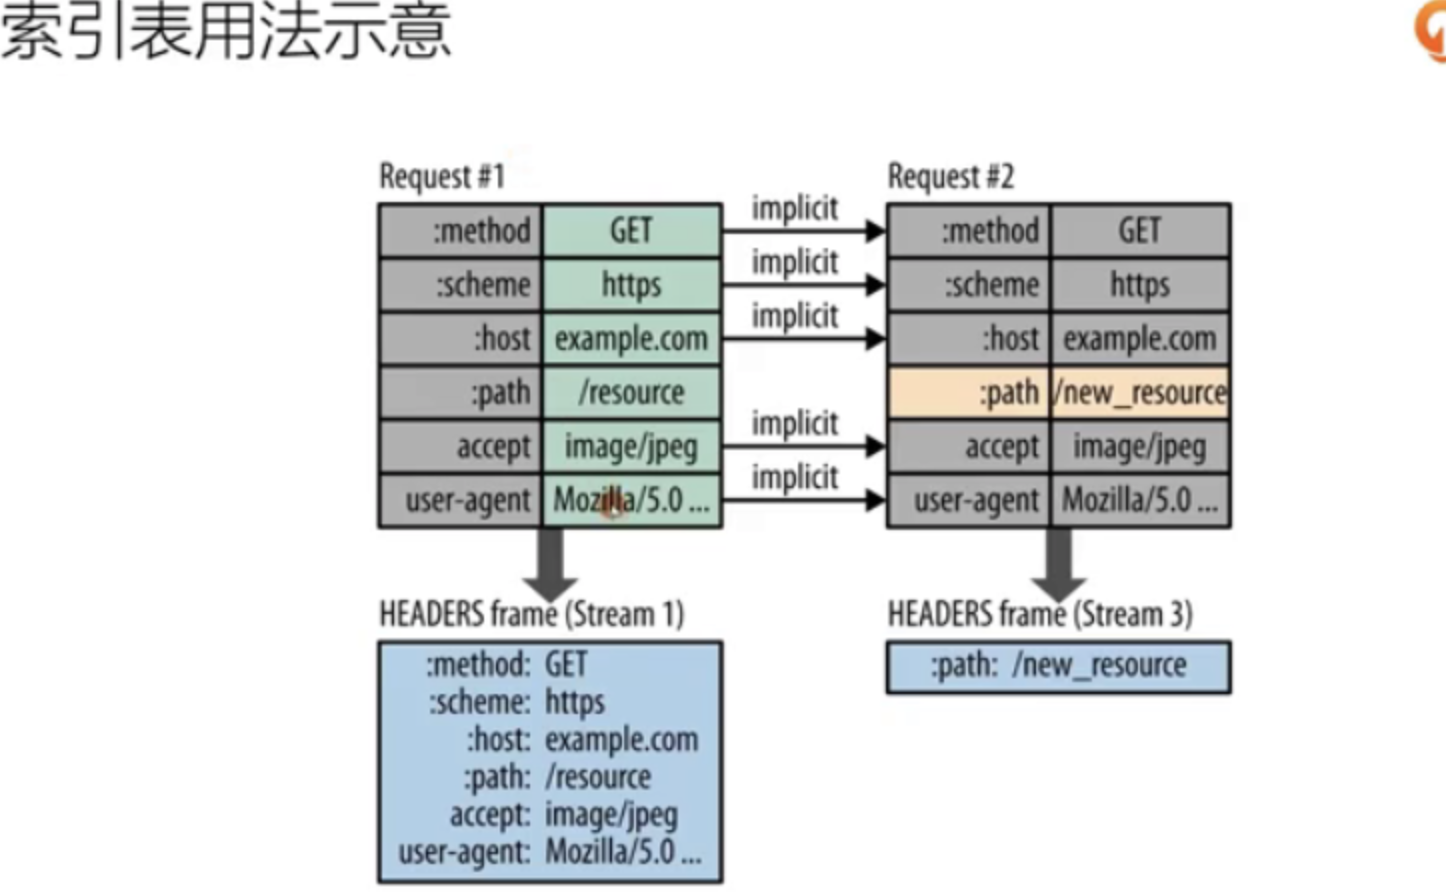 索引表用法示意
Request #1
:method GET
:scheme https
:host example.com
:path /resource
accept image/jpeg
user-agent Mozilla/5.0 ...
implicit
implicit
implicit
implicit
implicit
Request #2
:method GET
:scheme https
:host example.com
:path /new_resource
accept image/jpeg
user-agent Mozilla/5.0 ...
HEADERS frame (Stream 1)
:method: GET
:scheme: https
:host: example.com
:path: /resource
accept: image/jpeg
user-agent: Mozilla/5.0 ...
HEADERS frame (Stream 3)
:path: /new_resource